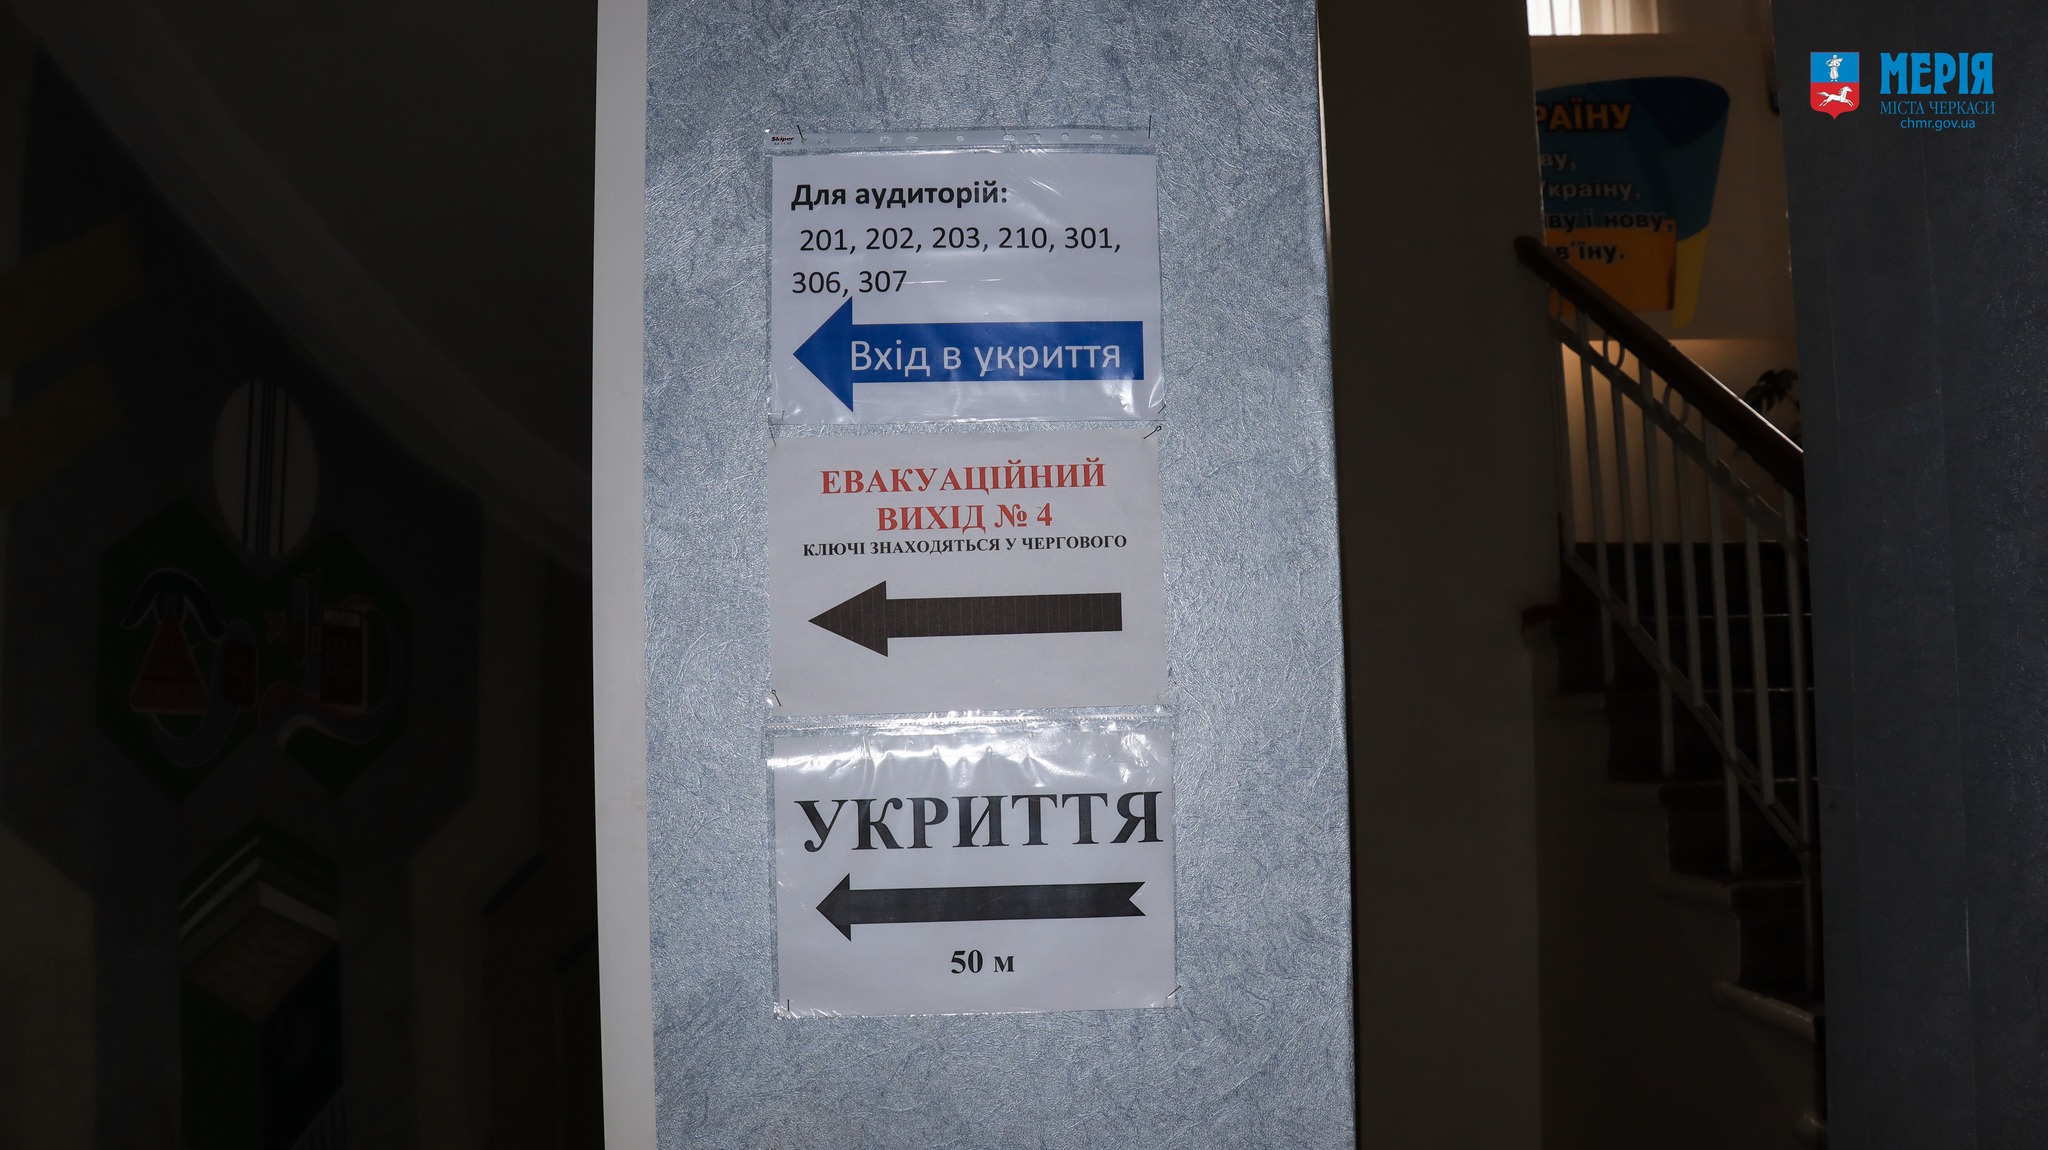 Для аудиторій:
201, 202, 203, 210, 301,
306, 307
Вхід в укриття
ЕВАКУАЦІЙНИЙ
ВИХІД № 4
КЛЮЧІ ЗНАХОДЯТЬСЯ У ЧЕРГОВОГО
УКРИТТЯ
50 м
МЕРІЯ
МІСТА ЧЕРКАСИ
chmr.gov.ua
Skiper